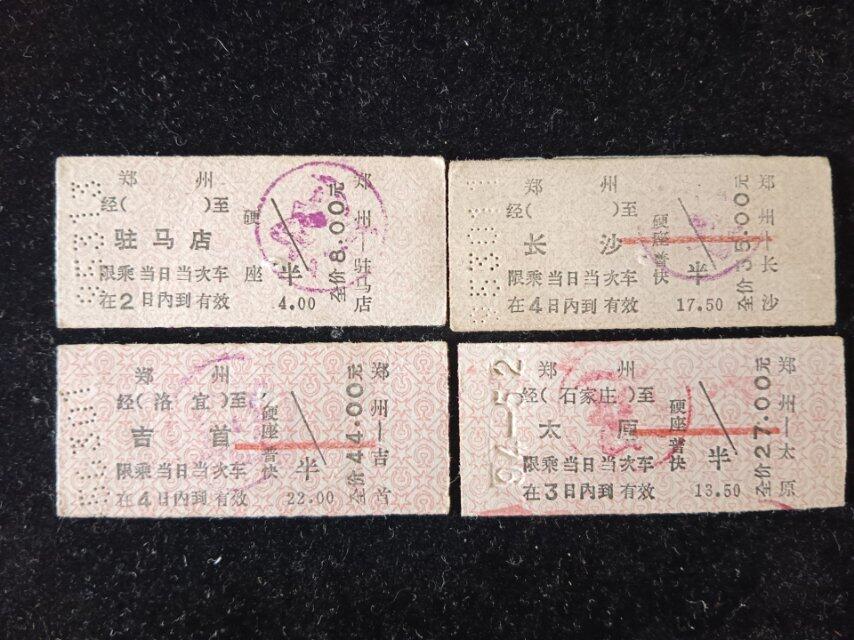 郑 州
经( )至
驻马店
限乘当日当次车
在2日内到有效
硬座
半
4.00
全价8.00元
郑州—驻马店
郑 州
经( )至
长 沙
限乘当日当次车
在4日内到有效
硬座普快
半
17.50
全价35.00元
郑州—长沙
郑 州
经(洛 宜)至
吉 首
限乘当日当次车
在4日内到有效
硬座普快
半
22.00
全价44.00元
郑州—吉首
郑 州
经(石家庄)至
太 原
限乘当日当次车
在3日内到有效
硬座普快
半
13.50
全价27.00元
郑州—太原